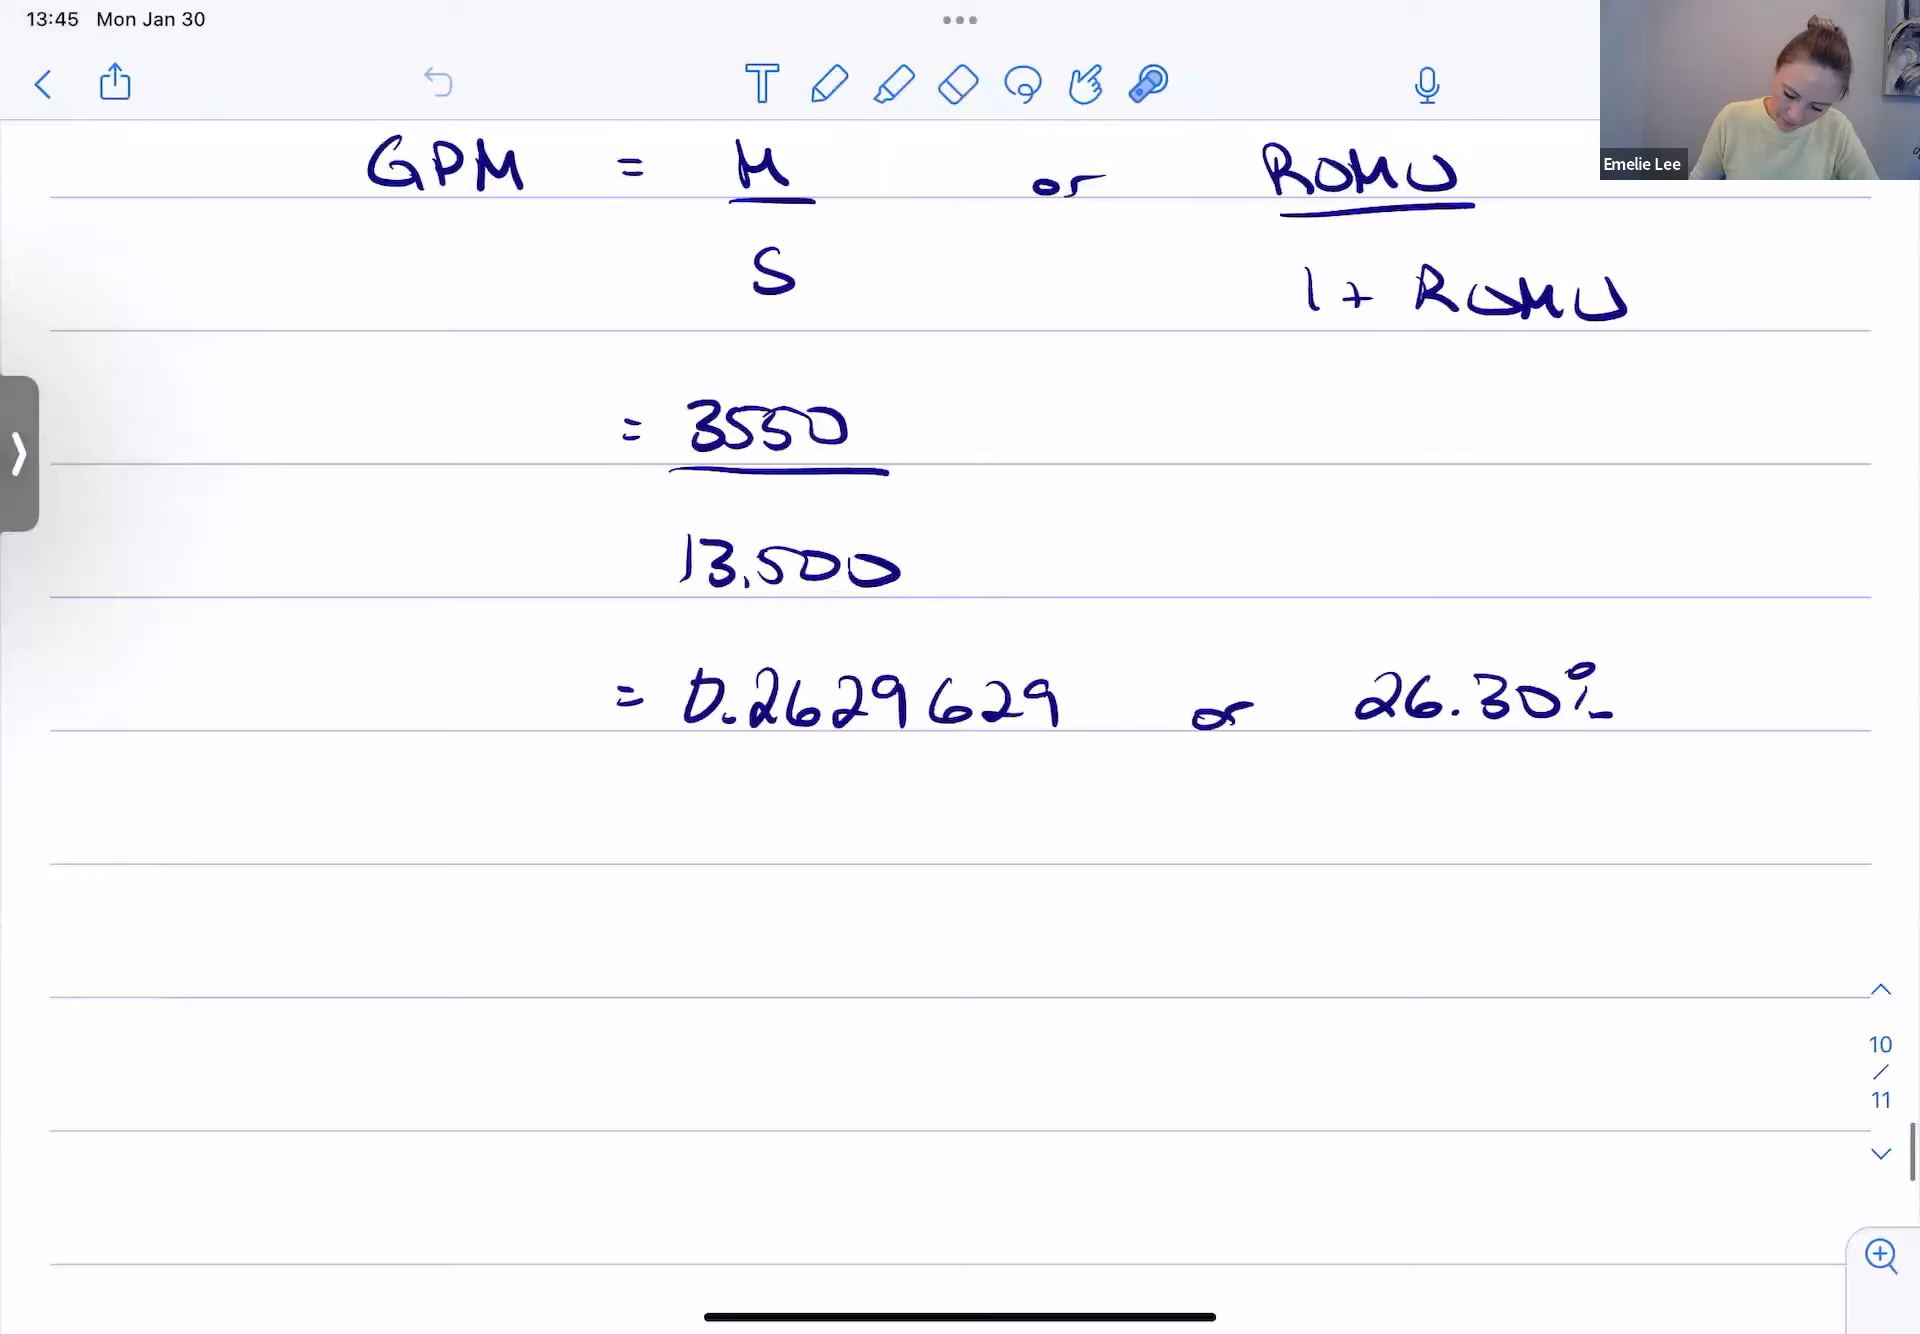 13:45 Mon Jan 30
Emelie Lee
GPM = M or ROMU
S 1 + ROMU
= 3550
13,500
= 0.2629629 or 26.30%
10
/
11